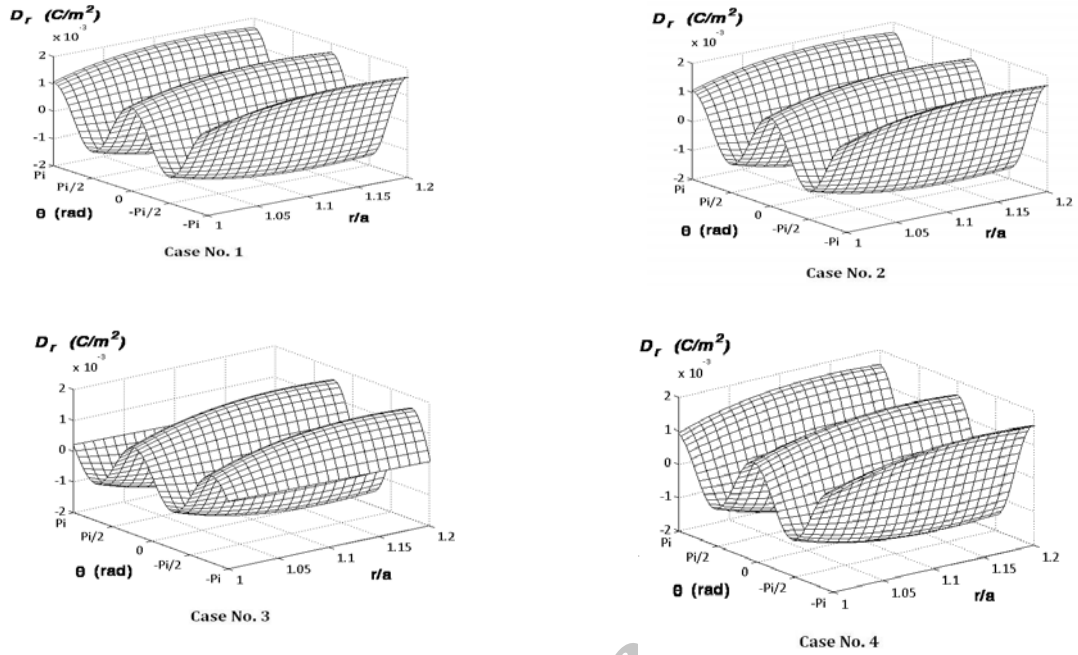 D_r (C/m^2)
x 10^-3
2
1
0
-1
-2
Pi
Pi/2
0
-Pi/2
-Pi
θ (rad)
1
1.05
1.1
1.15
1.2
r/a
Case No. 1
D_r (C/m^2)
x 10^-3
2
1
0
-1
-2
Pi
Pi/2
0
-Pi/2
-Pi
θ (rad)
1
1.05
1.1
1.15
1.2
r/a
Case No. 2
D_r (C/m^2)
x 10^-3
2
1
0
-1
-2
Pi
Pi/2
0
-Pi/2
-Pi
θ (rad)
1
1.05
1.1
1.15
1.2
r/a
Case No. 3
D_r (C/m^2)
x 10^-3
2
1
0
-1
-2
Pi
Pi/2
0
-Pi/2
-Pi
θ (rad)
1
1.05
1.1
1.15
1.2
r/a
Case No. 4